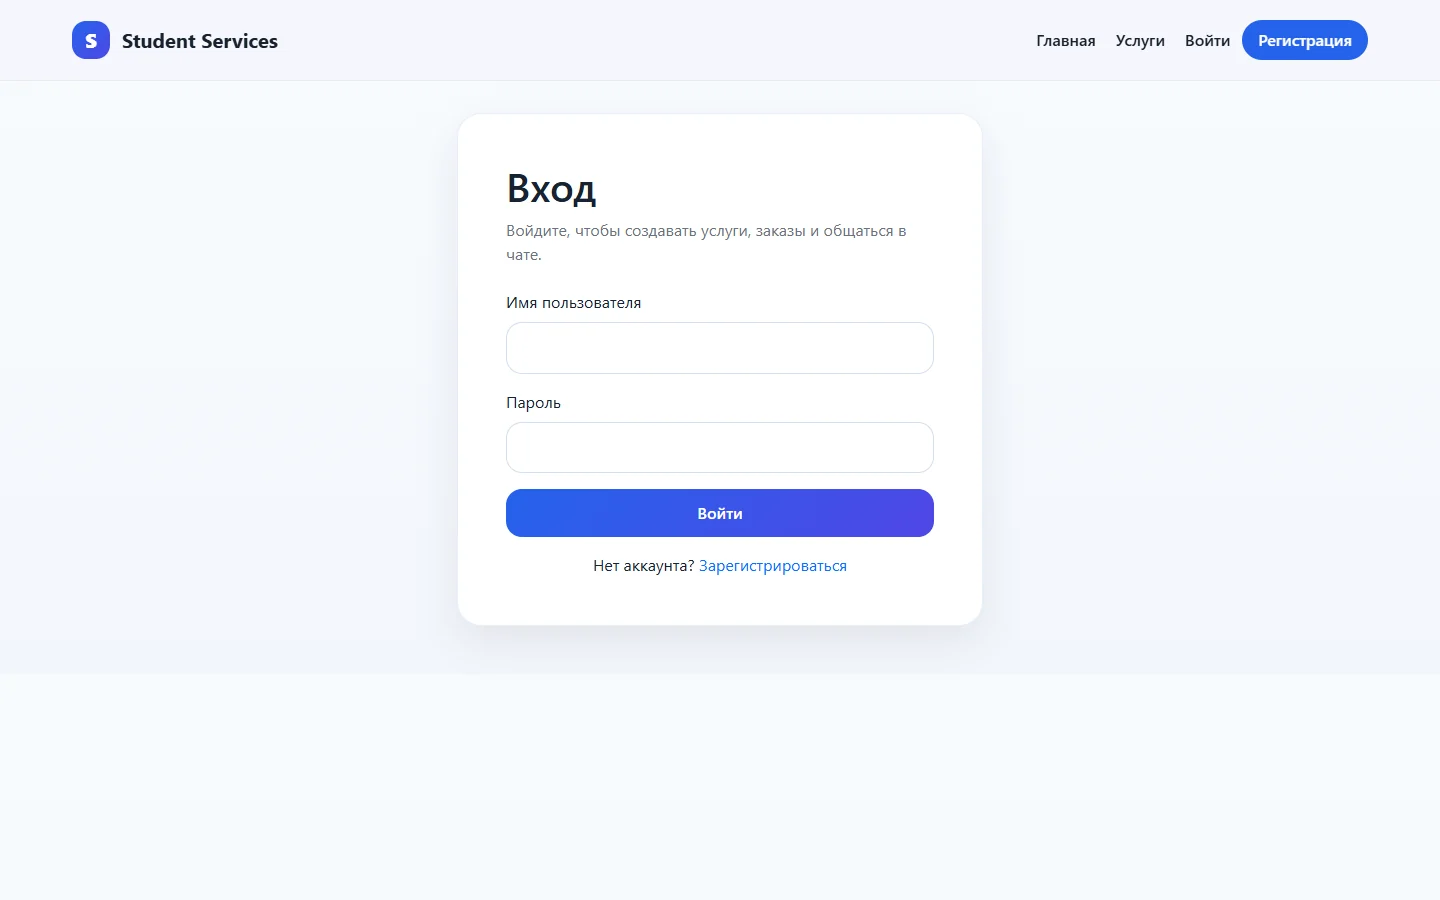 S Student Services
Главная Услуги Войти Регистрация
Вход
Войдите, чтобы создавать услуги, заказы и общаться в
чате.
Имя пользователя
Пароль
Войти
Нет аккаунта? Зарегистрироваться